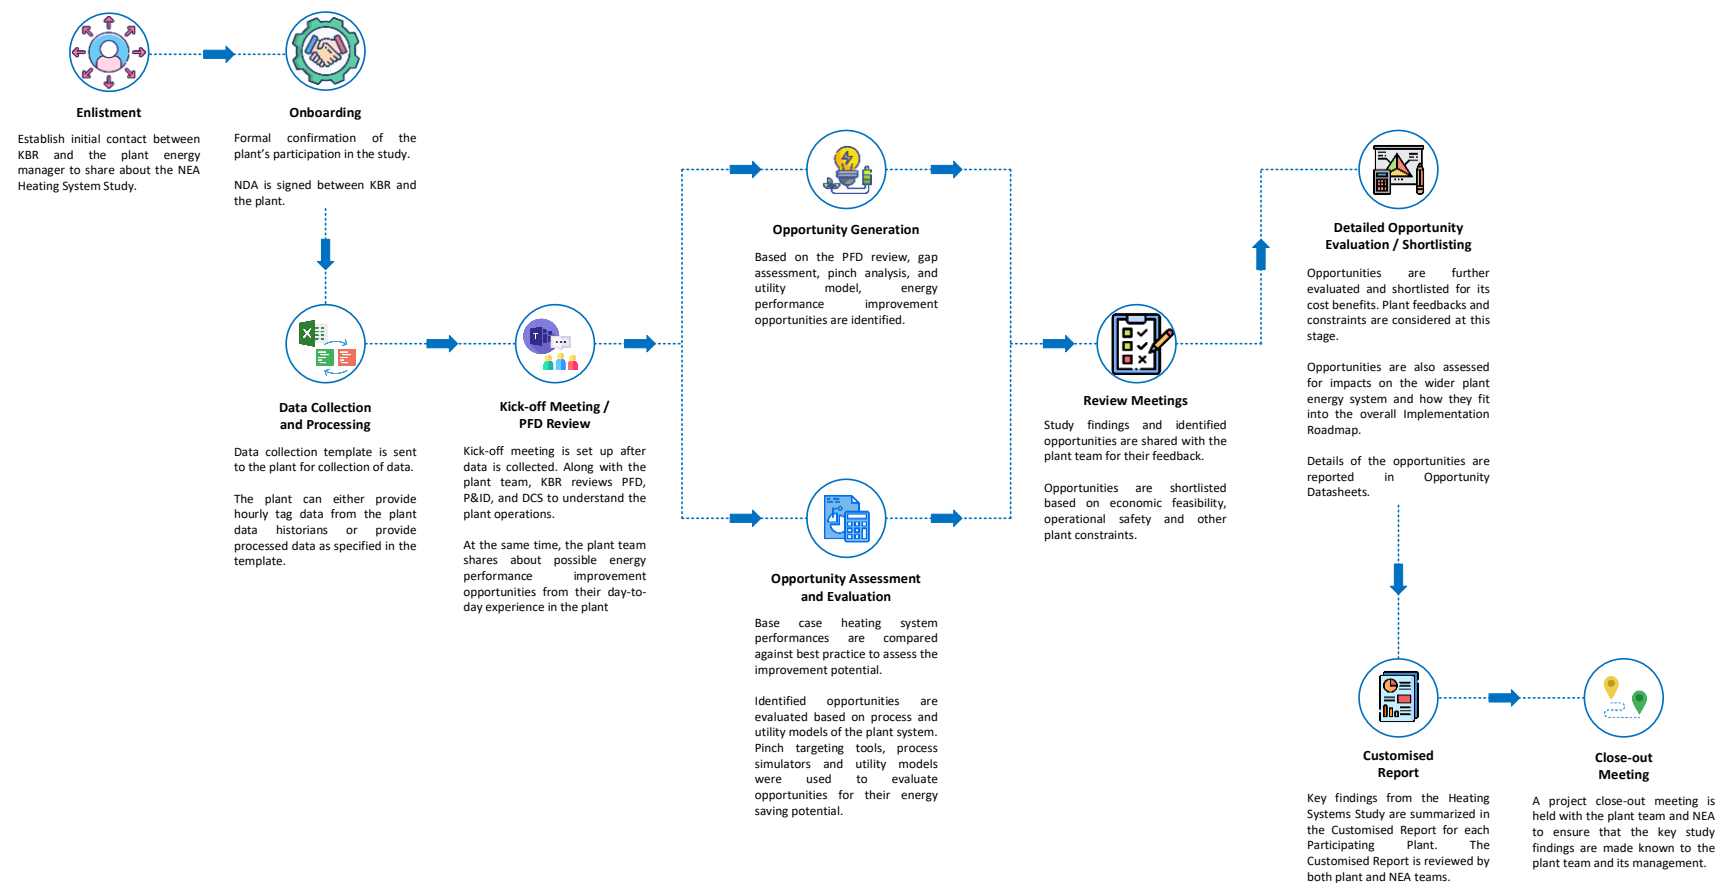 Enlistment
Establish initial contact between
KBR and the plant energy
manager to share about the NEA
Heating System Study.
Onboarding
Formal confirmation of the
plant's participation in the study.
NDA is signed between KBR and
the plant.
Data Collection
and Processing
Data collection template is sent
to the plant for collection of data.
The plant can either provide
hourly tag data from the plant
data historians or provide
processed data as specified in the
template.
Kick-off Meeting /
PFD Review
Kick-off meeting is set up after
data is collected. Along with the
plant team, KBR reviews PFD,
P&ID, and DCS to understand the
plant operations.
At the same time, the plant team
shares about possible energy
performance improvement
opportunities from their day-to-
day experience in the plant
Opportunity Generation
Based on the PFD review, gap
assessment, pinch analysis, and
utility model, energy
performance improvement
opportunities are identified.
Opportunity Assessment
and Evaluation
Base case heating system
performances are compared
against best practice to assess the
improvement potential.
Identified opportunities are
evaluated based on process and
utility models of the plant system.
Pinch targeting tools, process
simulators and utility models
were used to evaluate
opportunities for their energy
saving potential.
Review Meetings
Study findings and identified
opportunities are shared with the
plant team for their feedback.
Opportunities are shortlisted
based on economic feasibility,
operational safety and other
plant constraints.
Detailed Opportunity
Evaluation / Shortlisting
Opportunities are further
evaluated and shortlisted for its
cost benefits. Plant feedbacks and
constraints are considered at this
stage.
Opportunities are also assessed
for impacts on the wider plant
energy system and how they fit
into the overall Implementation
Roadmap.
Details of the opportunities are
reported in Opportunity
Datasheets.
Customised
Report
Key findings from the Heating
Systems Study are summarized in
the Customised Report for each
Participating Plant. The
Customised Report is reviewed by
both plant and NEA teams.
Close-out
Meeting
A project close-out meeting is
held with the plant team and NEA
to ensure that the key study
findings are made known to the
plant team and its management.